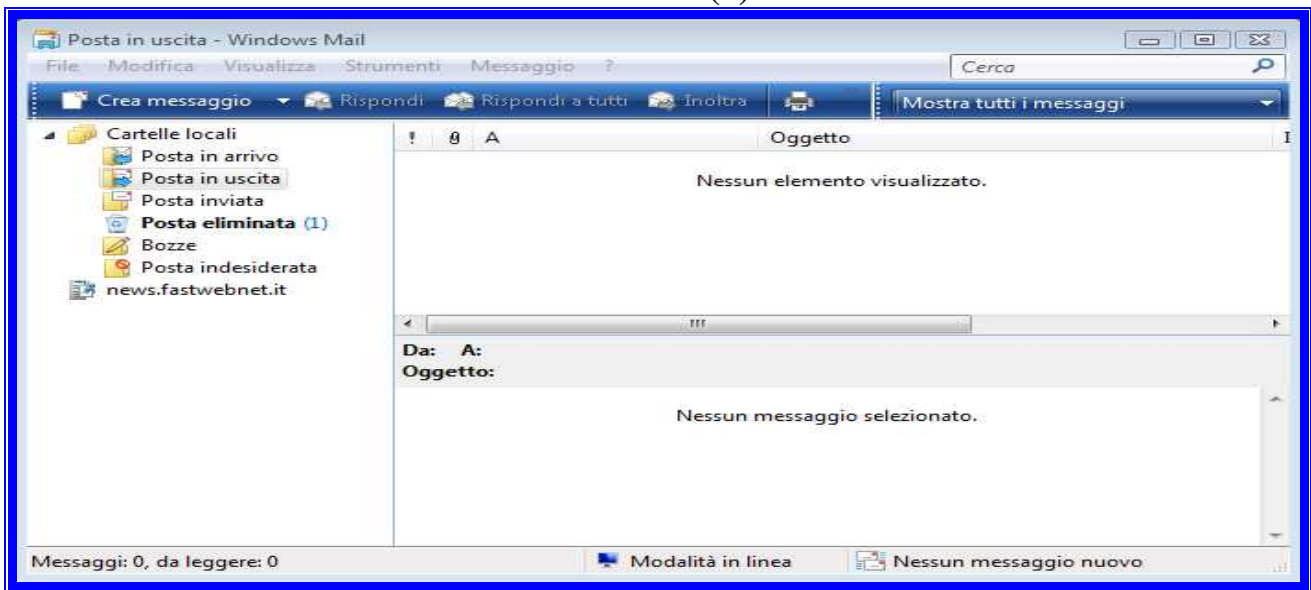 Posta in uscita - Windows Mail
File Modifica Visualizza Strumenti Messaggio ?
Cerca
Crea messaggio Rispondi Rispondi a tutti Inoltra Mostra tutti i messaggi
Cartelle locali
Posta in arrivo
Posta in uscita
Posta inviata
Posta eliminata (1)
Bozze
Posta indesiderata
news.fastwebnet.it
! A Oggetto
Nessun elemento visualizzato.
Da: A:
Oggetto:
Nessun messaggio selezionato.
Messaggi: 0, da leggere: 0 Modalità in linea Nessun messaggio nuovo